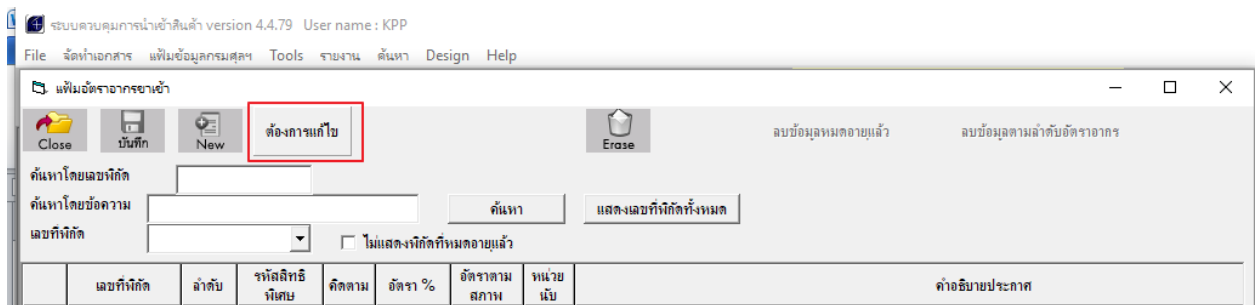 ระบบควบคุมการนำเข้าสินค้า version 4.4.79 User name : KPP
File จัดทำเอกสาร แฟ้มข้อมูลกรมศุลฯ Tools รายงาน ค้นหา Design Help
แฟ้มอัตราอากรขาเข้า
Close บันทึก New ต้องการแก้ไข Erase ลบข้อมูลหมดอายุแล้ว ลบข้อมูลตามลำดับอัตราอากร
ค้นหาโดยเลขพิกัด
ค้นหาโดยข้อความ ค้นหา แสดงเลขที่พิกัดทั้งหมด
เลขที่พิกัด ไม่แสดงพิกัดที่หมดอายุแล้ว
เลขที่พิกัด ลำดับ รหัสสิทธิพิเศษ คิดตาม อัตรา % อัตราตามสภาพ หน่วยนับ คำอธิบายประกาศ